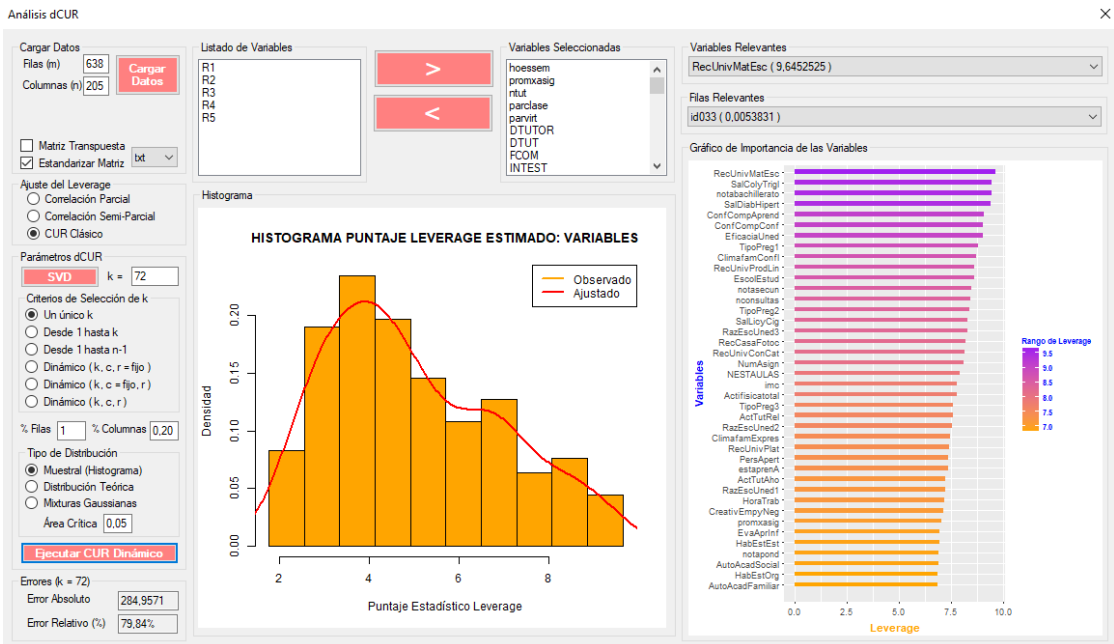 Análisis dCUR
Cargar Datos
Filas (m) 638
Columnas (n) 205
Cargar Datos
Matriz Transpuesta
Estandarizar Matriz txt
Ajuste del Leverage
Correlación Parcial
Correlación Semi-Parcial
CUR Clásico
Parámetros dCUR
SVD k = 72
Criterios de Selección de k
Un único k
Desde 1 hasta k
Desde 1 hasta n-1
Dinámico ( k, c, r = fijo )
Dinámico ( k, c = fijo, r )
Dinámico ( k, c, r )
% Filas 1 % Columnas 0,20
Tipo de Distribución
Muestral (Histograma)
Distribución Teórica
Mixturas Gaussianas
Área Crítica 0,05
Ejecutar CUR Dinámico
Errores (k = 72)
Error Absoluto 284,9571
Error Relativo (%) 79,84%
Listado de Variables
R1
R2
R3
R4
R5
>
<
Variables Seleccionadas
hoessem
promxasig
ntut
parclase
parvirt
DTUTOR
DTUT
FCOM
INTEST
Histograma
HISTOGRAMA PUNTAJE LEVERAGE ESTIMADO: VARIABLES
Observado
Ajustado
Densidad
0.20
0.15
0.10
0.05
0.00
2 4 6 8
Puntaje Estadístico Leverage
Variables Relevantes
RecUnivMatEsc ( 9,6452525 )
Filas Relevantes
id033 ( 0,0053831 )
Gráfico de Importancia de las Variables
Variables
RecUnivMatEsc
SalColyTrigl
notabachillerato
SalDiabHipert
ConfCompAprend
ConfCompConf
EficaciaUned
TipoPreg1
ClimafamConfl
RecUnivProdLin
EscolEstud
notasecun
nconsultas
TipoPreg2
SalLicyCig
RazEsoUned3
RecCasaFotoc
RecUnivConCat
NumAsign
NESTAULAS
imc
Actifisicatotal
TipoPreg3
ActTutRel
RazEsoUned2
ClimafamExpres
RecUnivPlat
PersApert
estaprenA
ActTutAho
RazEsoUned1
HoraTrab
CreativEmpyNeg
promxasig
EvaAprInf
HabEstEst
notapond
AutoAcadSocial
HabEstOrg
AutoAcadFamiliar
0.0 2.5 5.0 7.5 10.0
Leverage
Rango de Leverage
9.5
9.0
8.5
8.0
7.5
7.0